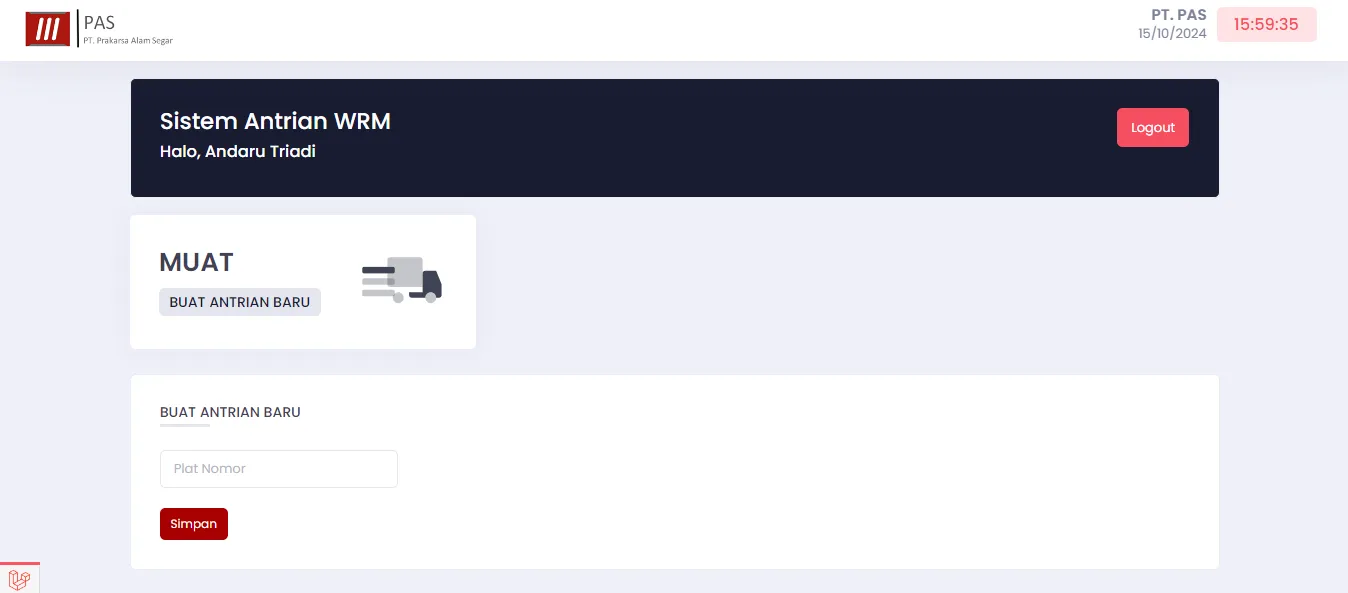 PAS
PT. Prakarsa Alam Segar
PT. PAS
15/10/2024
15:59:35
Sistem Antrian WRM
Halo, Andaru Triadi
Logout
MUAT
BUAT ANTRIAN BARU
BUAT ANTRIAN BARU
Plat Nomor
Simpan